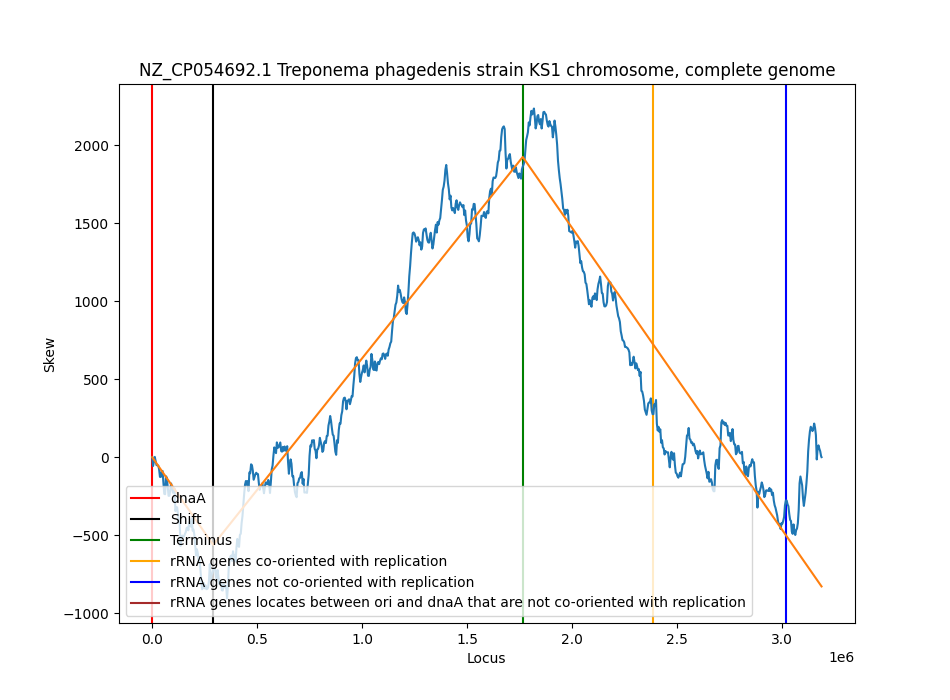 NZ_CP054692.1 Treponema phagedenis strain KS1 chromosome, complete genome
Skew
2000
1500
1000
500
0
−500
−1000
dnaA
Shift
Terminus
rRNA genes co-oriented with replication
rRNA genes not co-oriented with replication
rRNA genes locates between ori and dnaA that are not co-oriented with replication
0.0 0.5 1.0 1.5 2.0 2.5 3.0
1e6
Locus